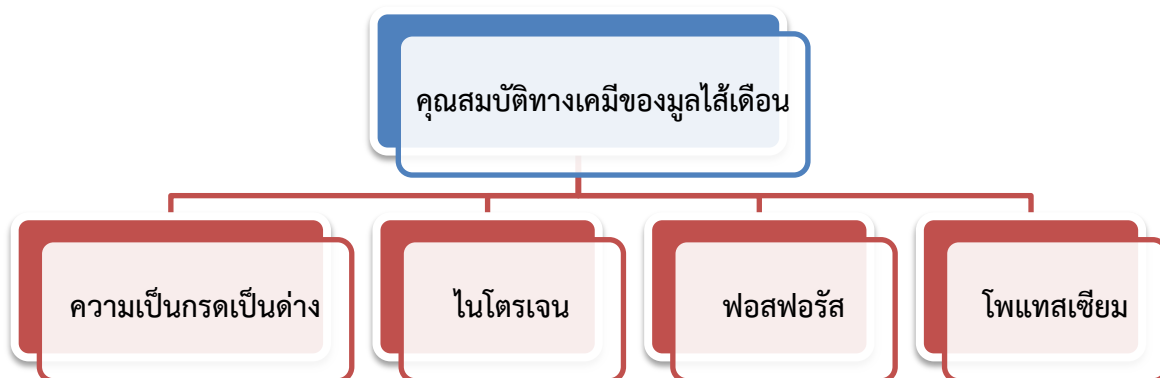 คุณสมบัติทางเคมีของมูลไส้เดือน
ความเป็นกรดเป็นด่าง
ไนโตรเจน
ฟอสฟอรัส
โพแทสเซียม